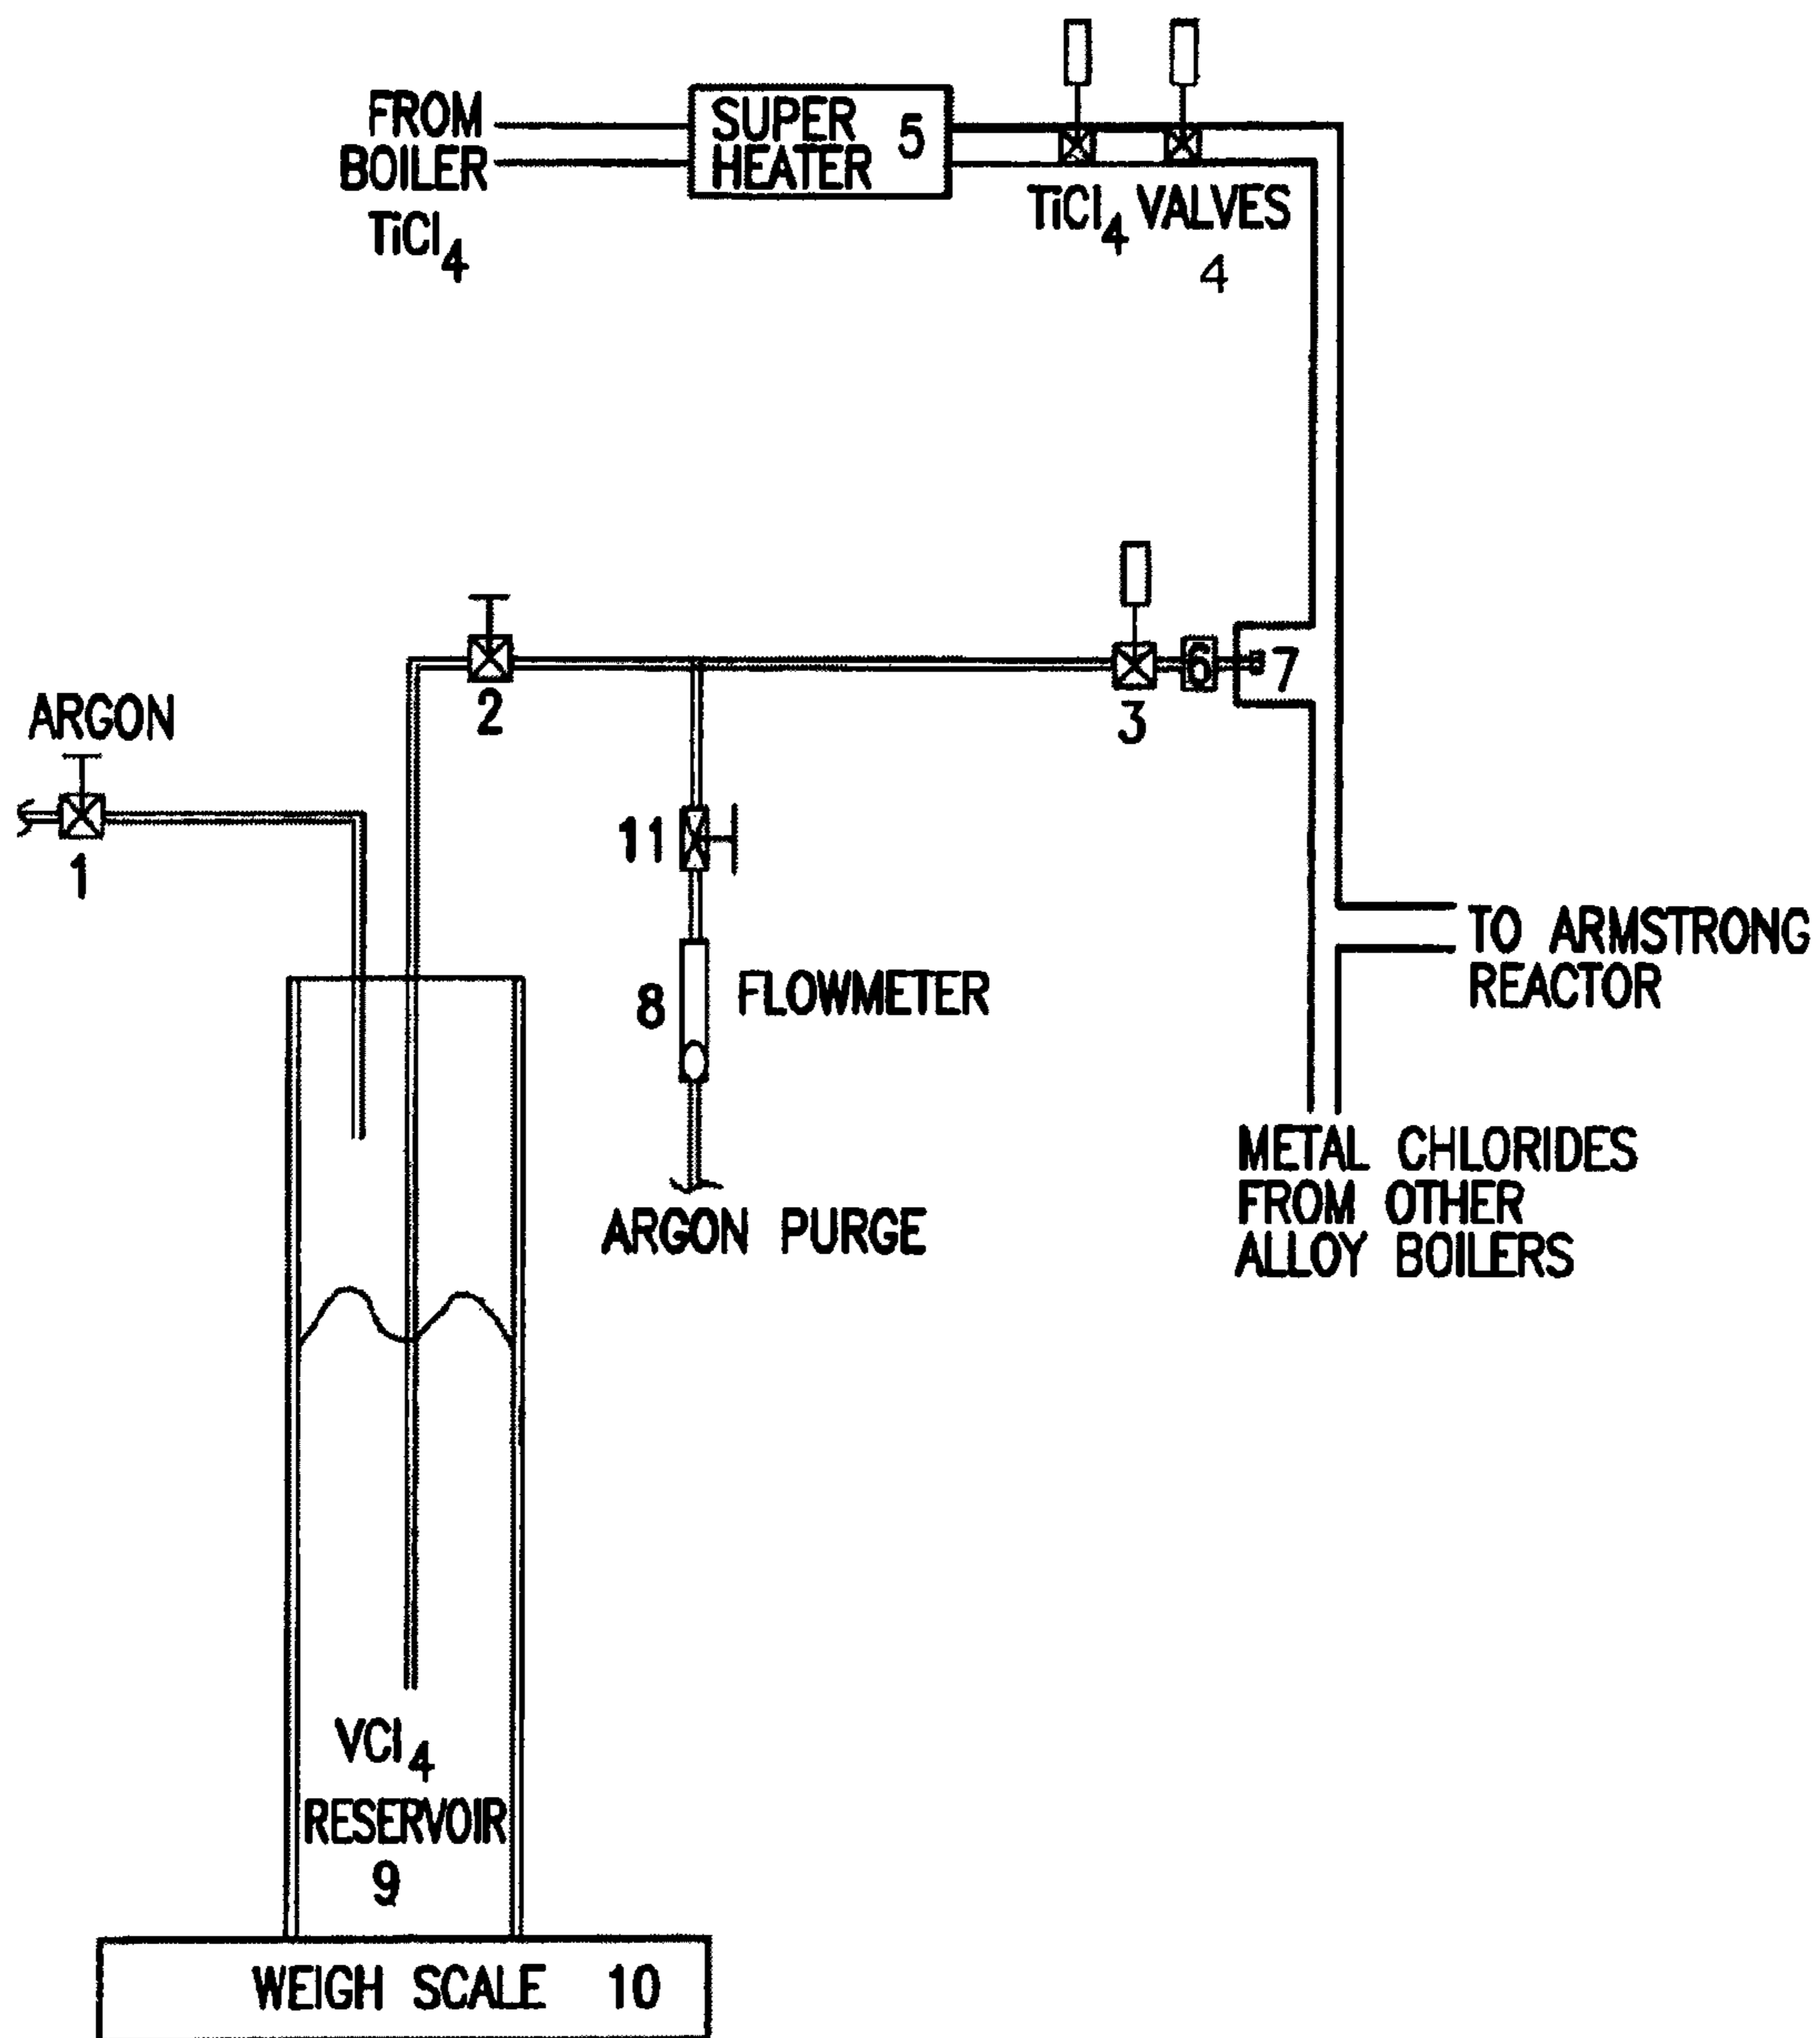 FROM
BOILER
TiCl4
SUPER
HEATER 5
TiCl4 VALVES
4
2
3
6
7
ARGON
1
11
8 FLOWMETER
ARGON PURGE
TO ARMSTRONG
REACTOR
METAL CHLORIDES
FROM OTHER
ALLOY BOILERS
VCl4
RESERVOIR
9
WEIGH SCALE 10